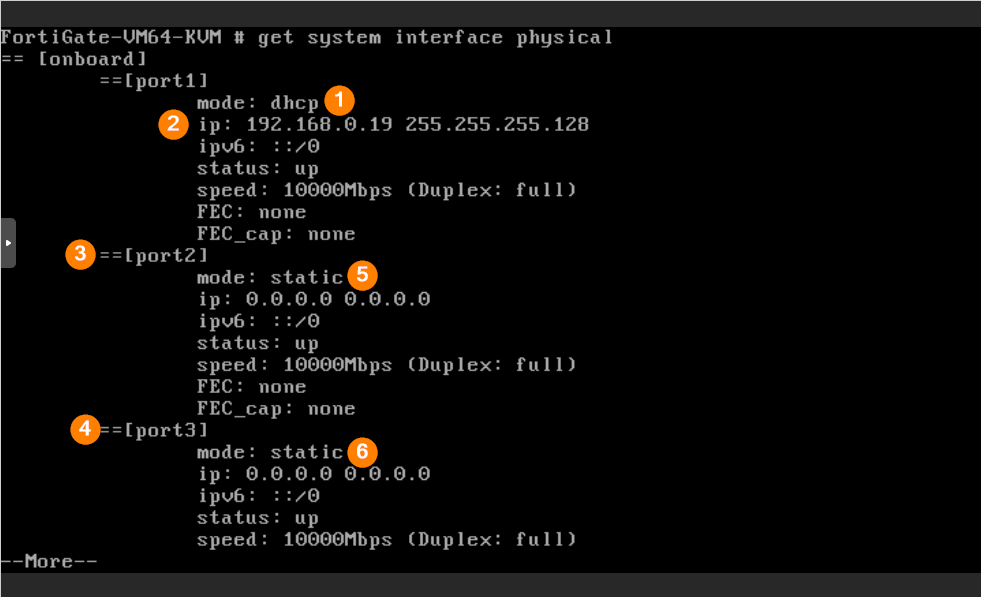 FortiGate-VM64-KVM # get system interface physical
== [onboard]
==[port1]
mode: dhcp 1
2 ip: 192.168.0.19 255.255.255.128
ipv6: ::/0
status: up
speed: 10000Mbps (Duplex: full)
FEC: none
FEC_cap: none
3 ==[port2]
mode: static 5
ip: 0.0.0.0 0.0.0.0
ipv6: ::/0
status: up
speed: 10000Mbps (Duplex: full)
FEC: none
FEC_cap: none
4 ==[port3]
mode: static 6
ip: 0.0.0.0 0.0.0.0
ipv6: ::/0
status: up
speed: 10000Mbps (Duplex: full)
--More--